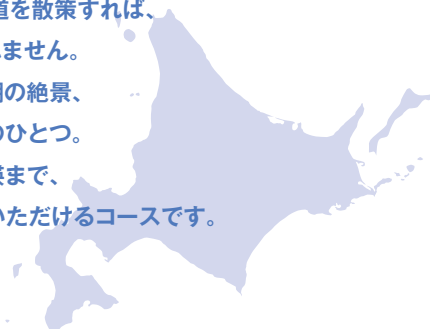 道を散策すれば、
ません。
の絶景、
のひとつ。
まで、
いただけるコースです。